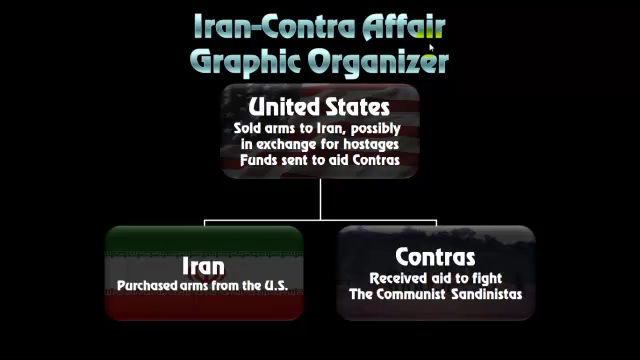 Iran-Contra Affair
Graphic Organizer
United States
Sold arms to Iran, possibly
in exchange for hostages
Funds sent to aid Contras
Iran
Purchased arms from the U.S.
Contras
Received aid to fight
The Communist Sandinistas